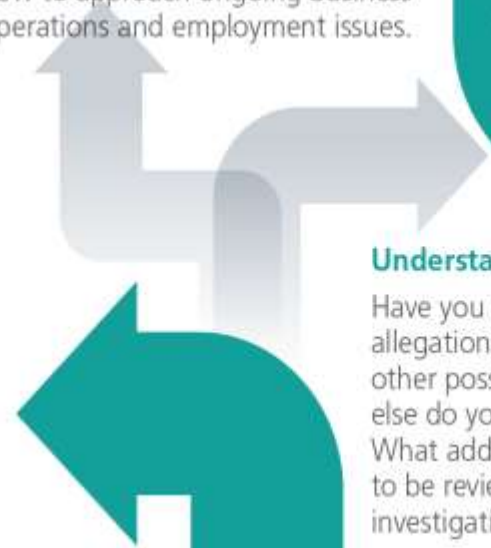 to approach ongoing business
operations and employment issues.
Understa
Have you
allegation
other poss
else do yo
What add
to be revie
investigati